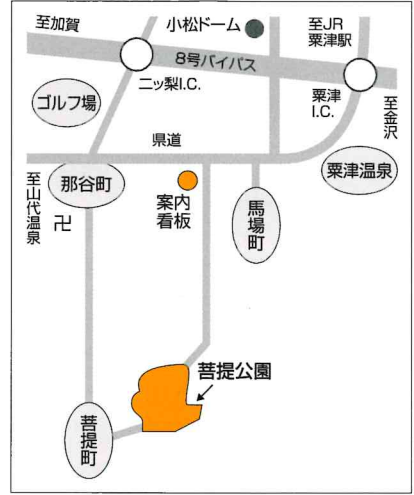 至加賀
小松ドーム
至JR
粟津駅
8号バイパス
二ッ梨I.C.
粟津
I.C.
至金沢
ゴルフ場
県道
粟津温泉
那谷町
至山代温泉
卍
案内
看板
馬場町
菩提公園
菩提町